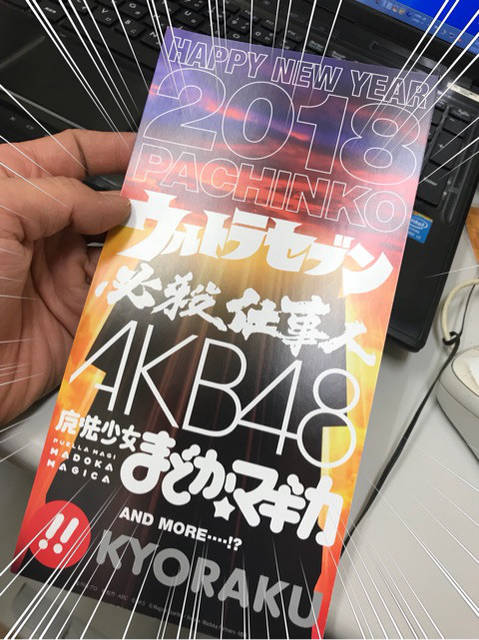 HAPPY NEW YEAR
2018
PACHINKO
ウルトラセブン
必殺仕事人
AKB48
魔法少女
PUELLA MAGI
MADOKA
MAGICA
まどか☆マギカ
AND MORE‥‥!?
!!
KYORAKU